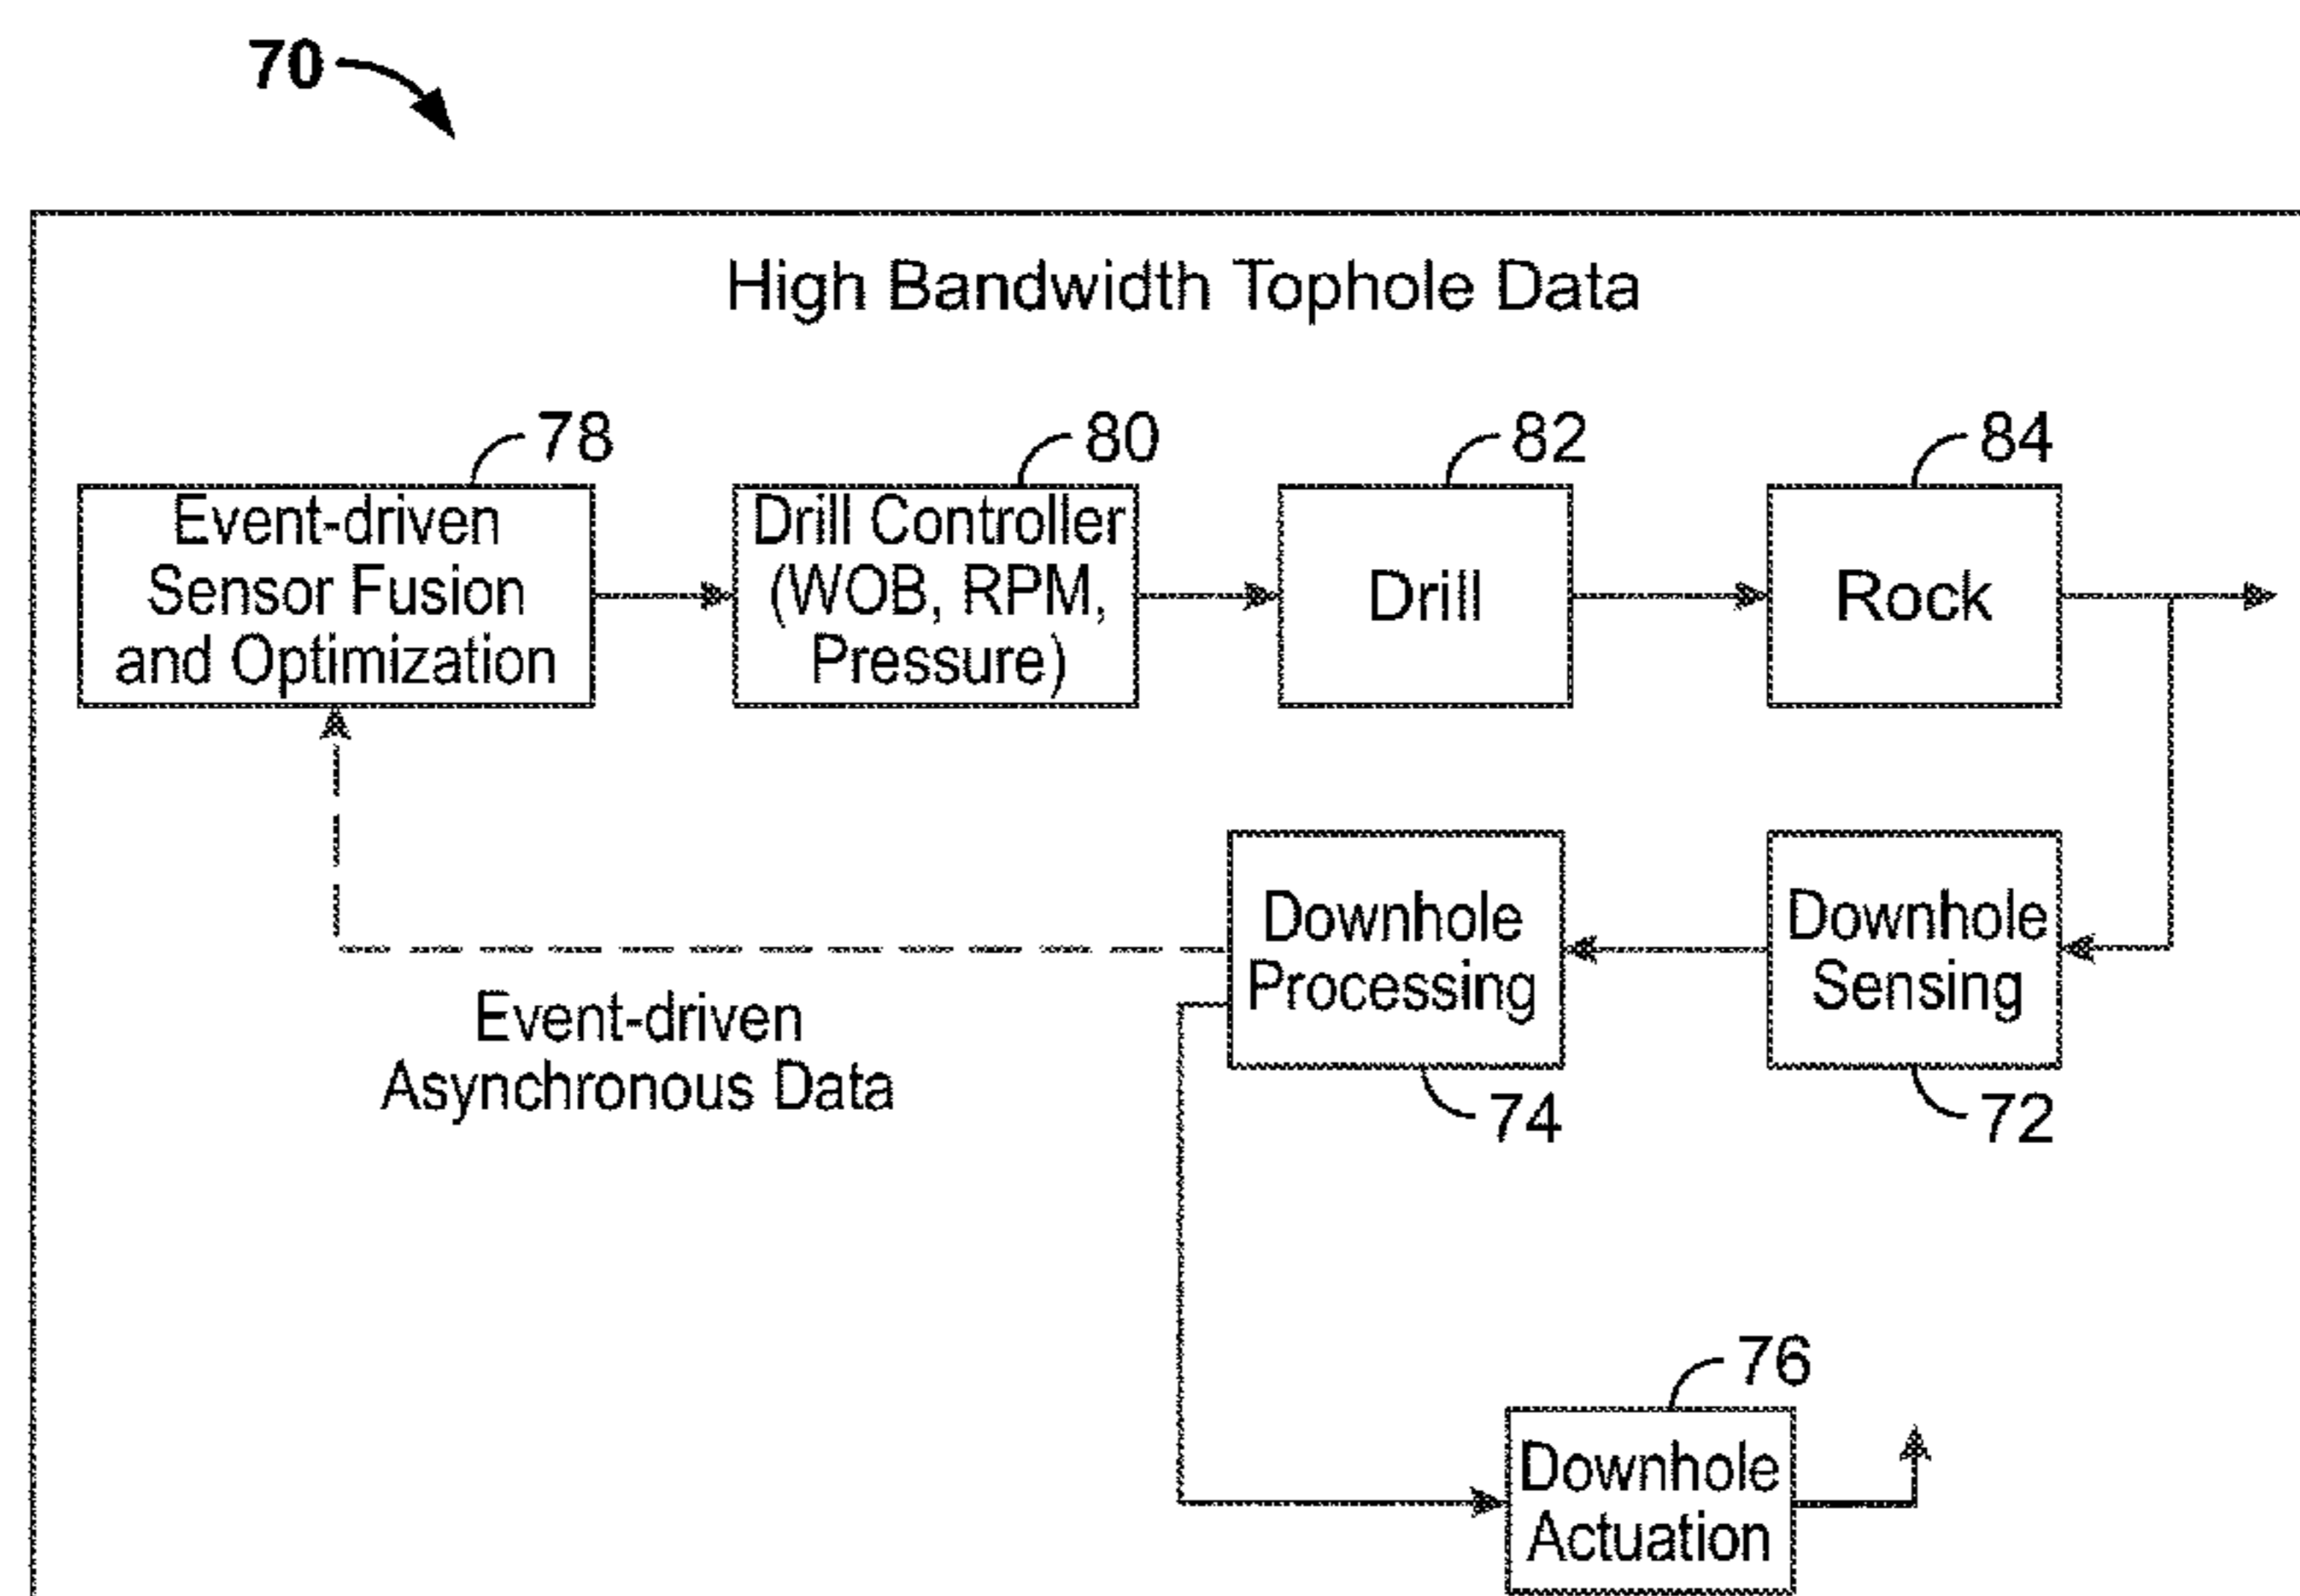 70
High Bandwidth Tophole Data
78
80
82
84
Event-driven
Sensor Fusion
and Optimization
Drill Controller
(WOB, RPM,
Pressure)
Drill
Rock
Downhole
Processing
Downhole
Sensing
Event-driven
Asynchronous Data
74
72
76
Downhole
Actuation